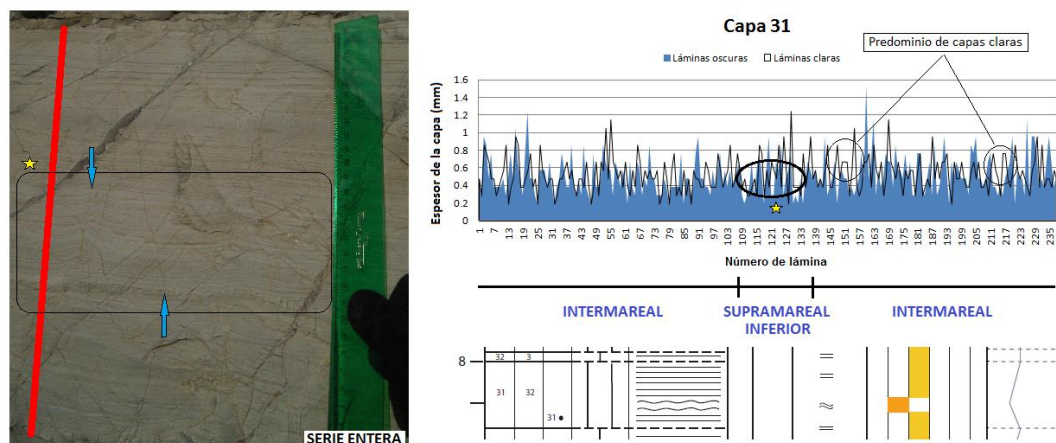 SERIE ENTERA
Capa 31
Predominio de capas claras
Láminas oscuras
Láminas claras
Espesor de la capa (mm)
1.6
1.4
1.2
1
0.8
0.6
0.4
0.2
0
1 7 13 19 25 31 37 43 49 55 61 67 73 79 85 91 97 103 109 115 121 127 133 139 145 151 157 163 169 175 181 187 193 199 205 211 217 223 229 235
Número de lámina
INTERMAREAL
SUPRAMAREAL
INFERIOR
INTERMAREAL
8
32 3
31 32
31